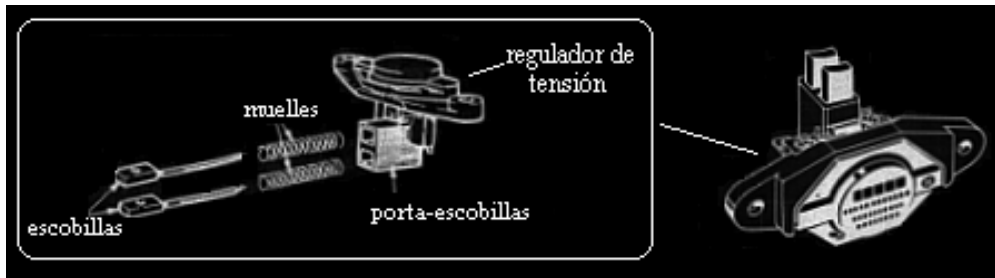 regulador de
tensión
muelles
porta-escobillas
escobillas